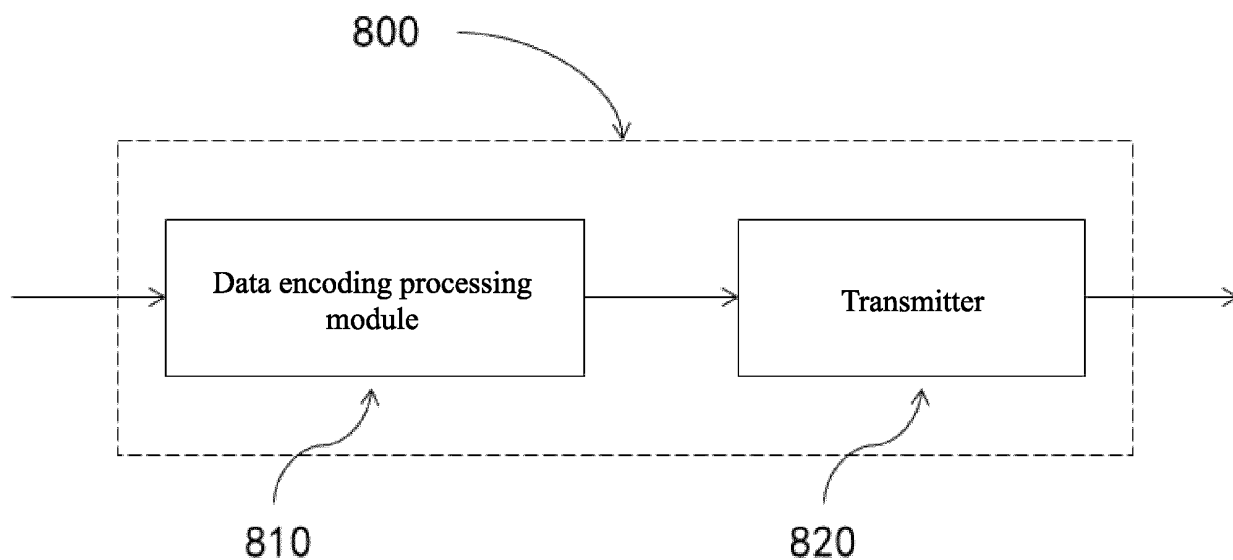 800
Data encoding processing
module
Transmitter
810
820